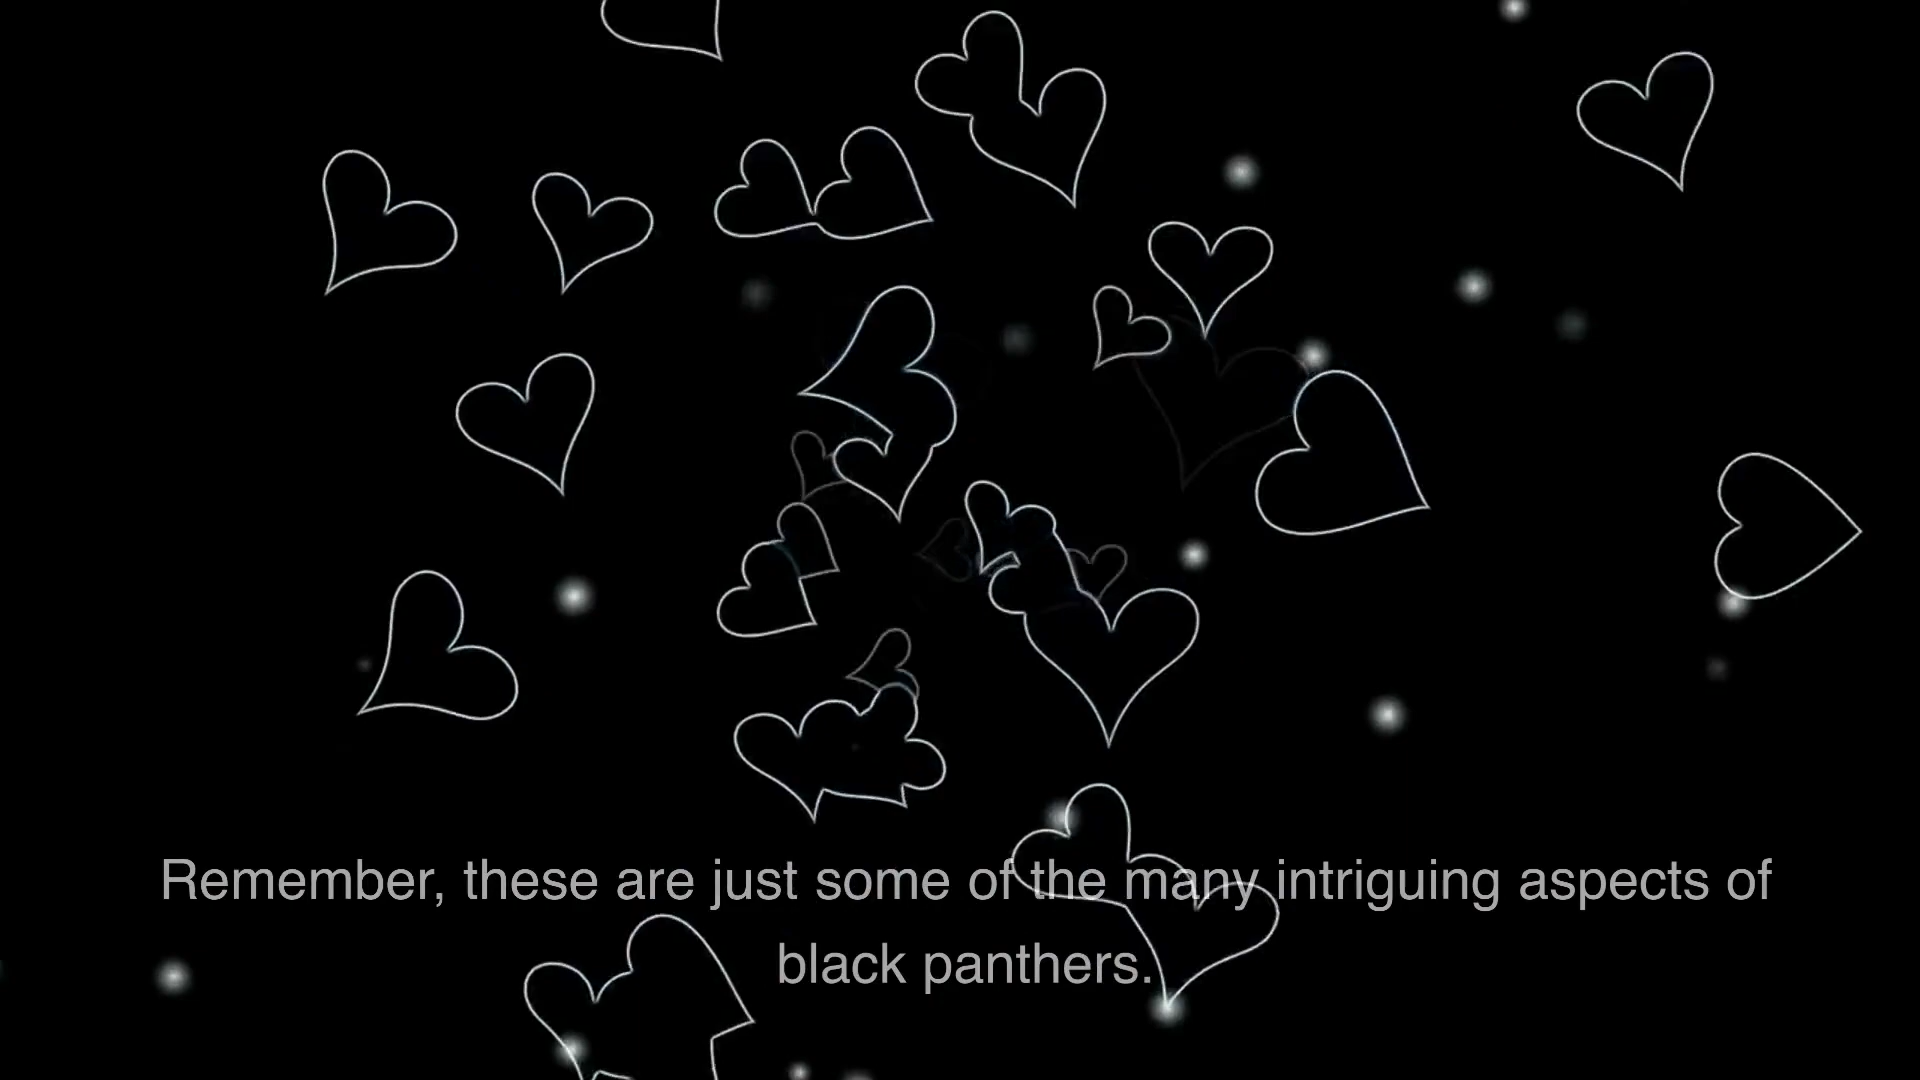 Remember, these are just some of the many intriguing aspects of
black panthers.